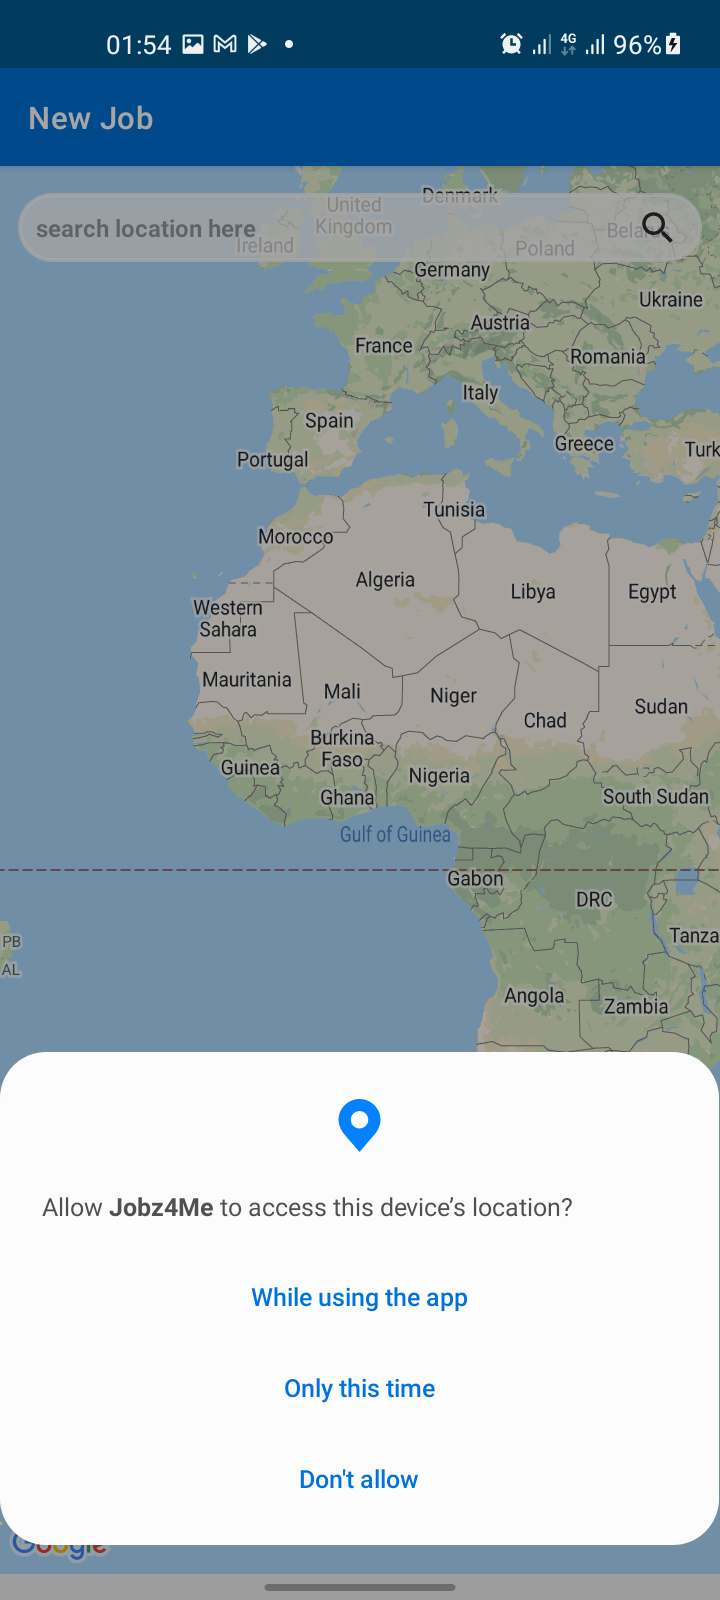 01:54
4G
96%
New Job
search location here
United
Kingdom
Denmark
Ireland
Poland
Germany
Ukraine
Austria
France
Romania
Italy
Spain
Greece
Portugal
Turk
Tunisia
Morocco
Algeria
Libya
Egypt
Western
Sahara
Mauritania
Mali
Niger
Chad
Sudan
Burkina
Faso
Guinea
Nigeria
Ghana
South Sudan
Gulf of Guinea
Gabon
DRC
PB
Tanza
AL
Angola
Zambia
Allow Jobz4Me to access this device’s location?
While using the app
Only this time
Don't allow
Google